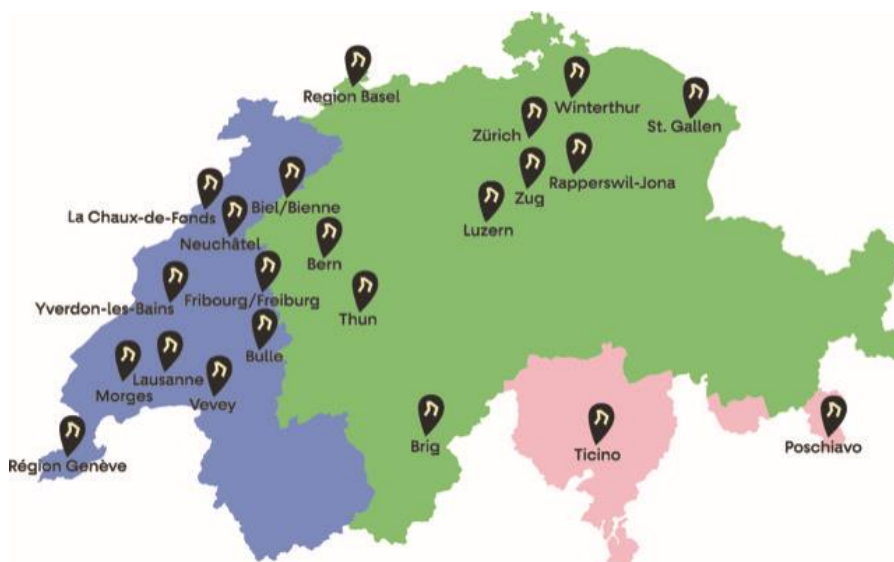 Region Basel
Winterthur
Zürich
St. Gallen
Rapperswil-Jona
Zug
Biel/Bienne
La Chaux-de-Fonds
Luzern
Neuchâtel
Bern
Fribourg/Freiburg
Yverdon-les-Bains
Thun
Bulle
Lausanne
Morges
Vevey
Brig
Ticino
Poschiavo
Région Genève